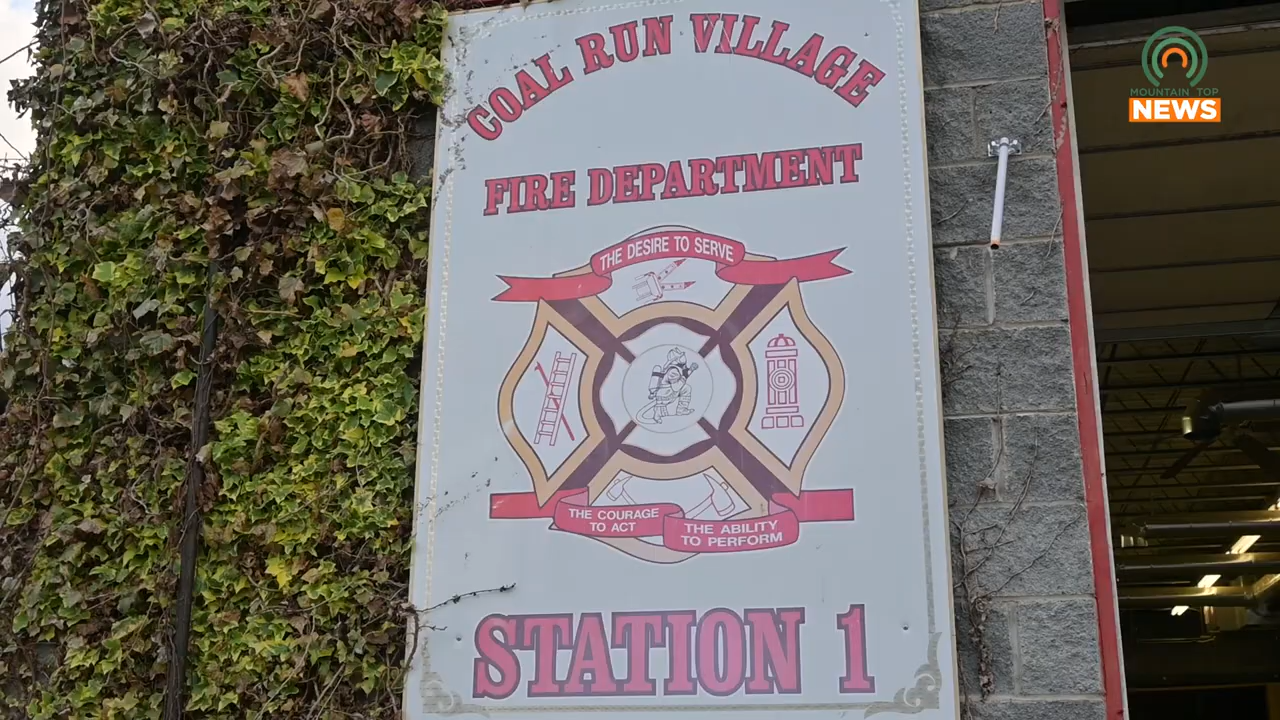 COAL RUN VILLAGE
FIRE DEPARTMENT
THE DESIRE TO SERVE
THE COURAGE
TO ACT
THE ABILITY
TO PERFORM
STATION 1
MOUNTAIN TOP
NEWS